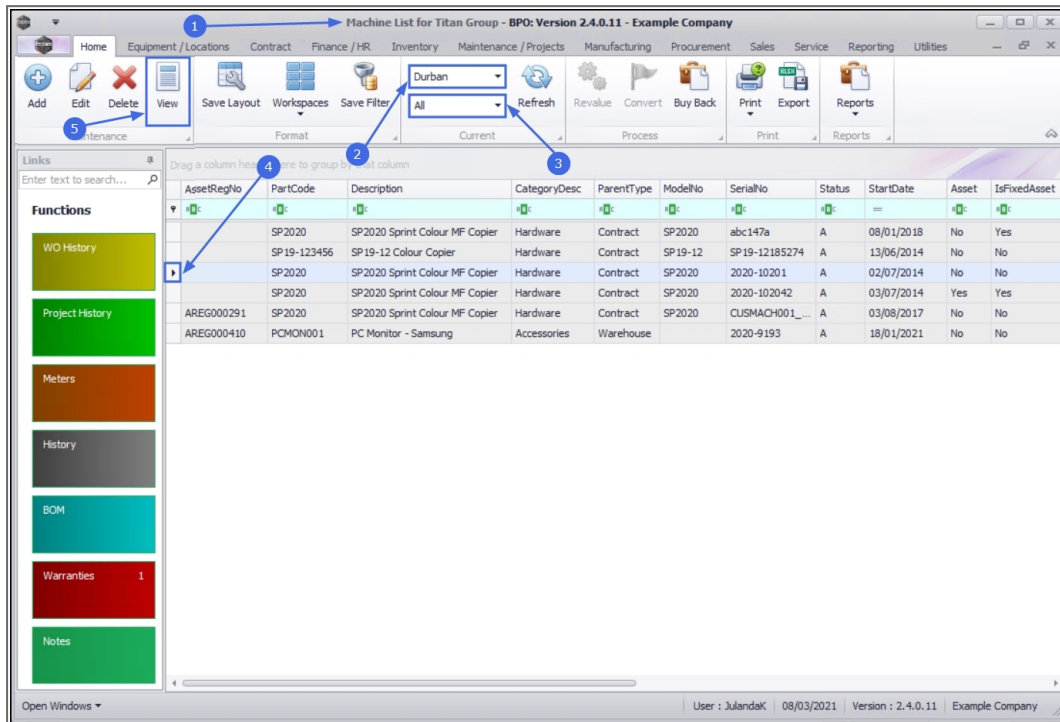 1
Machine List for Titan Group - BPO: Version 2.4.0.11 - Example Company
Home Equipment / Locations Contract Finance / HR Inventory Maintenance / Projects Manufacturing Procurement Sales Service Reporting Utilities
Add Edit Delete View Save Layout Workspaces Save Filter Durban All Refresh Revalue Convert Buy Back Print Export Reports
5 2 3 4
Format Current Process Print Reports
Links
Enter text to search...
Drag a column here to group by that column
AssetRegNo PartCode Description CategoryDesc ParentType ModelNo SerialNo Status StartDate Asset IsFixedAsset
SP2020 SP2020 Sprint Colour MF Copier Hardware Contract SP2020 abc147a A 08/01/2018 No Yes
SP19-123456 SP19-12 Colour Copier Hardware Contract SP19-12 SP19-12185274 A 13/06/2014 No No
SP2020 SP2020 Sprint Colour MF Copier Hardware Contract SP2020 2020-10201 A 02/07/2014 No No
SP2020 SP2020 Sprint Colour MF Copier Hardware Contract SP2020 2020-102042 A 03/07/2014 Yes Yes
AREG000291 SP2020 SP2020 Sprint Colour MF Copier Hardware Contract SP2020 CUSMACH001_... A 03/08/2017 No No
AREG000410 PCMON001 PC Monitor - Samsung Accessories Warehouse 2020-9193 A 18/01/2021 No No
Functions
WO History
Project History
Meters
History
BOM
Warranties 1
Notes
Open Windows User : JulandaK 08/03/2021 Version : 2.4.0.11 Example Company